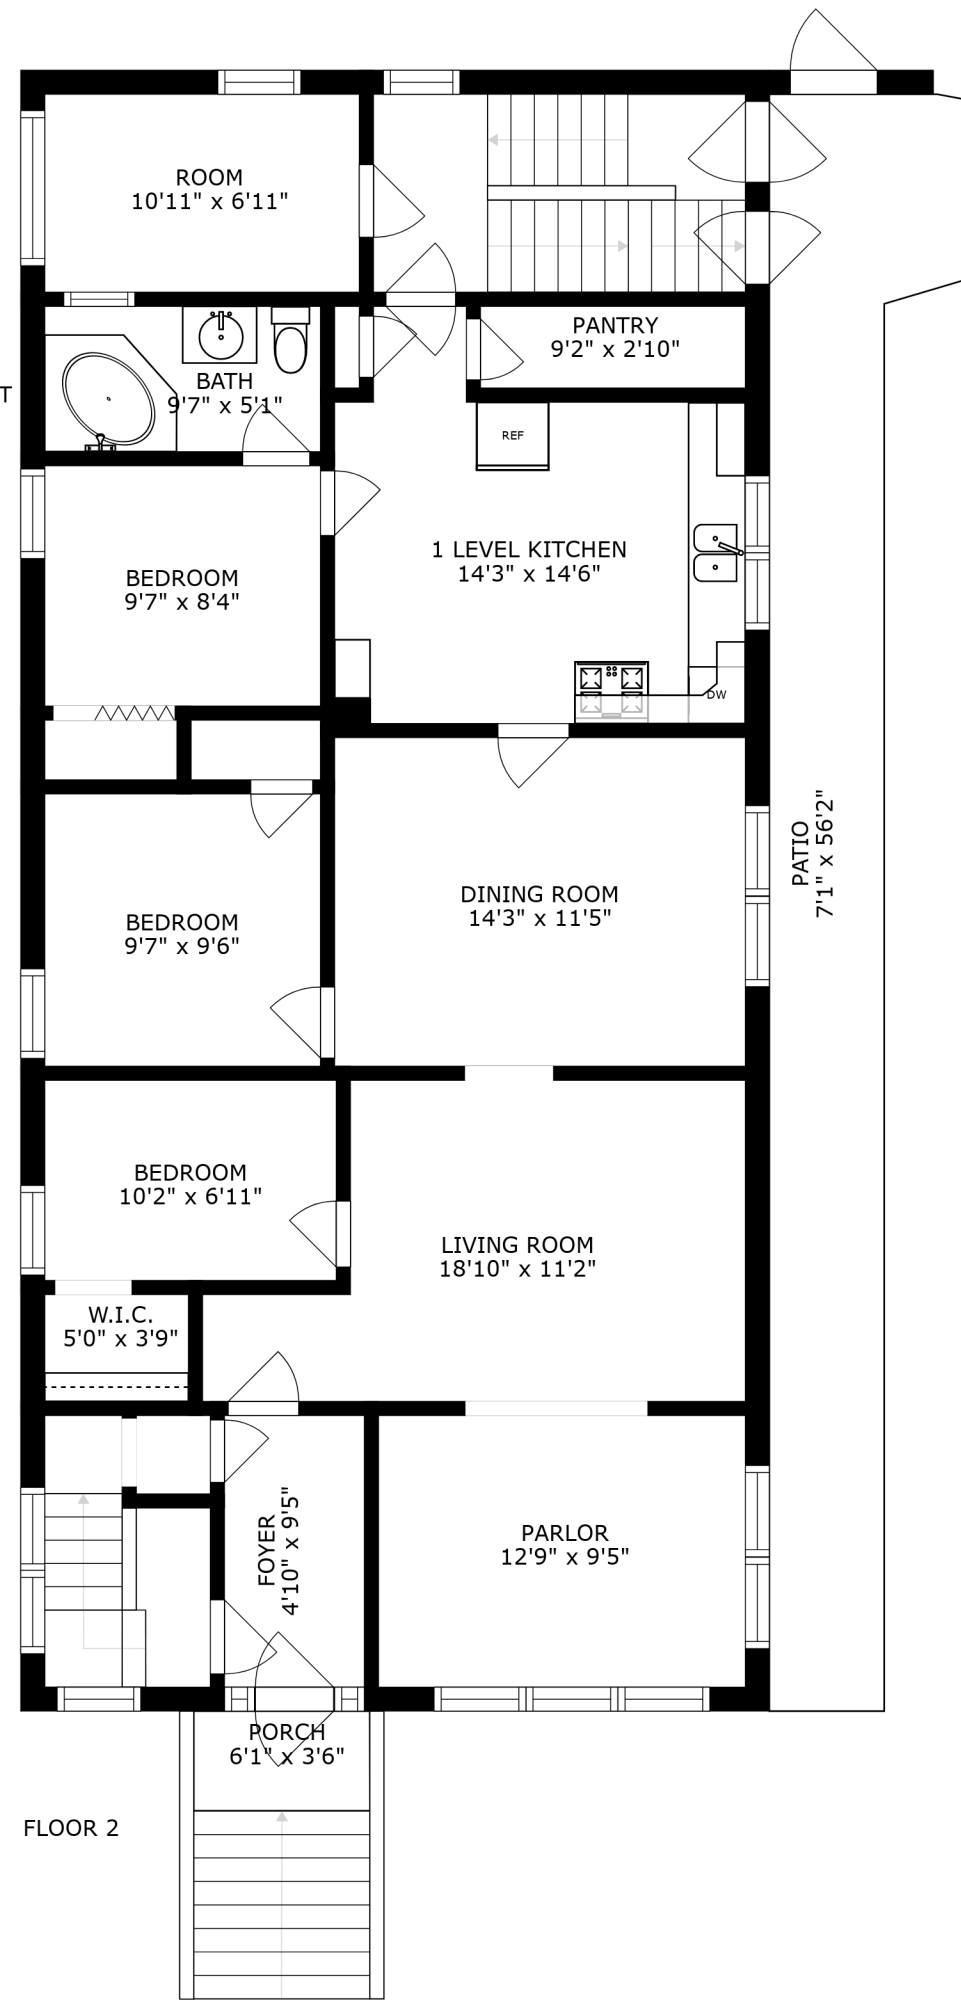 ROOM
10'11" x 6'11"
PANTRY
9'2" x 2'10"
T
BATH
9'7" x 5'1"
REF
1 LEVEL KITCHEN
14'3" x 14'6"
BEDROOM
9'7" x 8'4"
DW
PATIO
7'1" x 56'2"
DINING ROOM
14'3" x 11'5"
BEDROOM
9'7" x 9'6"
BEDROOM
10'2" x 6'11"
LIVING ROOM
18'10" x 11'2"
W.I.C.
5'0" x 3'9"
FOYER
4'10" x 9'5"
PARLOR
12'9" x 9'5"
PORCH
6'1" x 3'6"
FLOOR 2